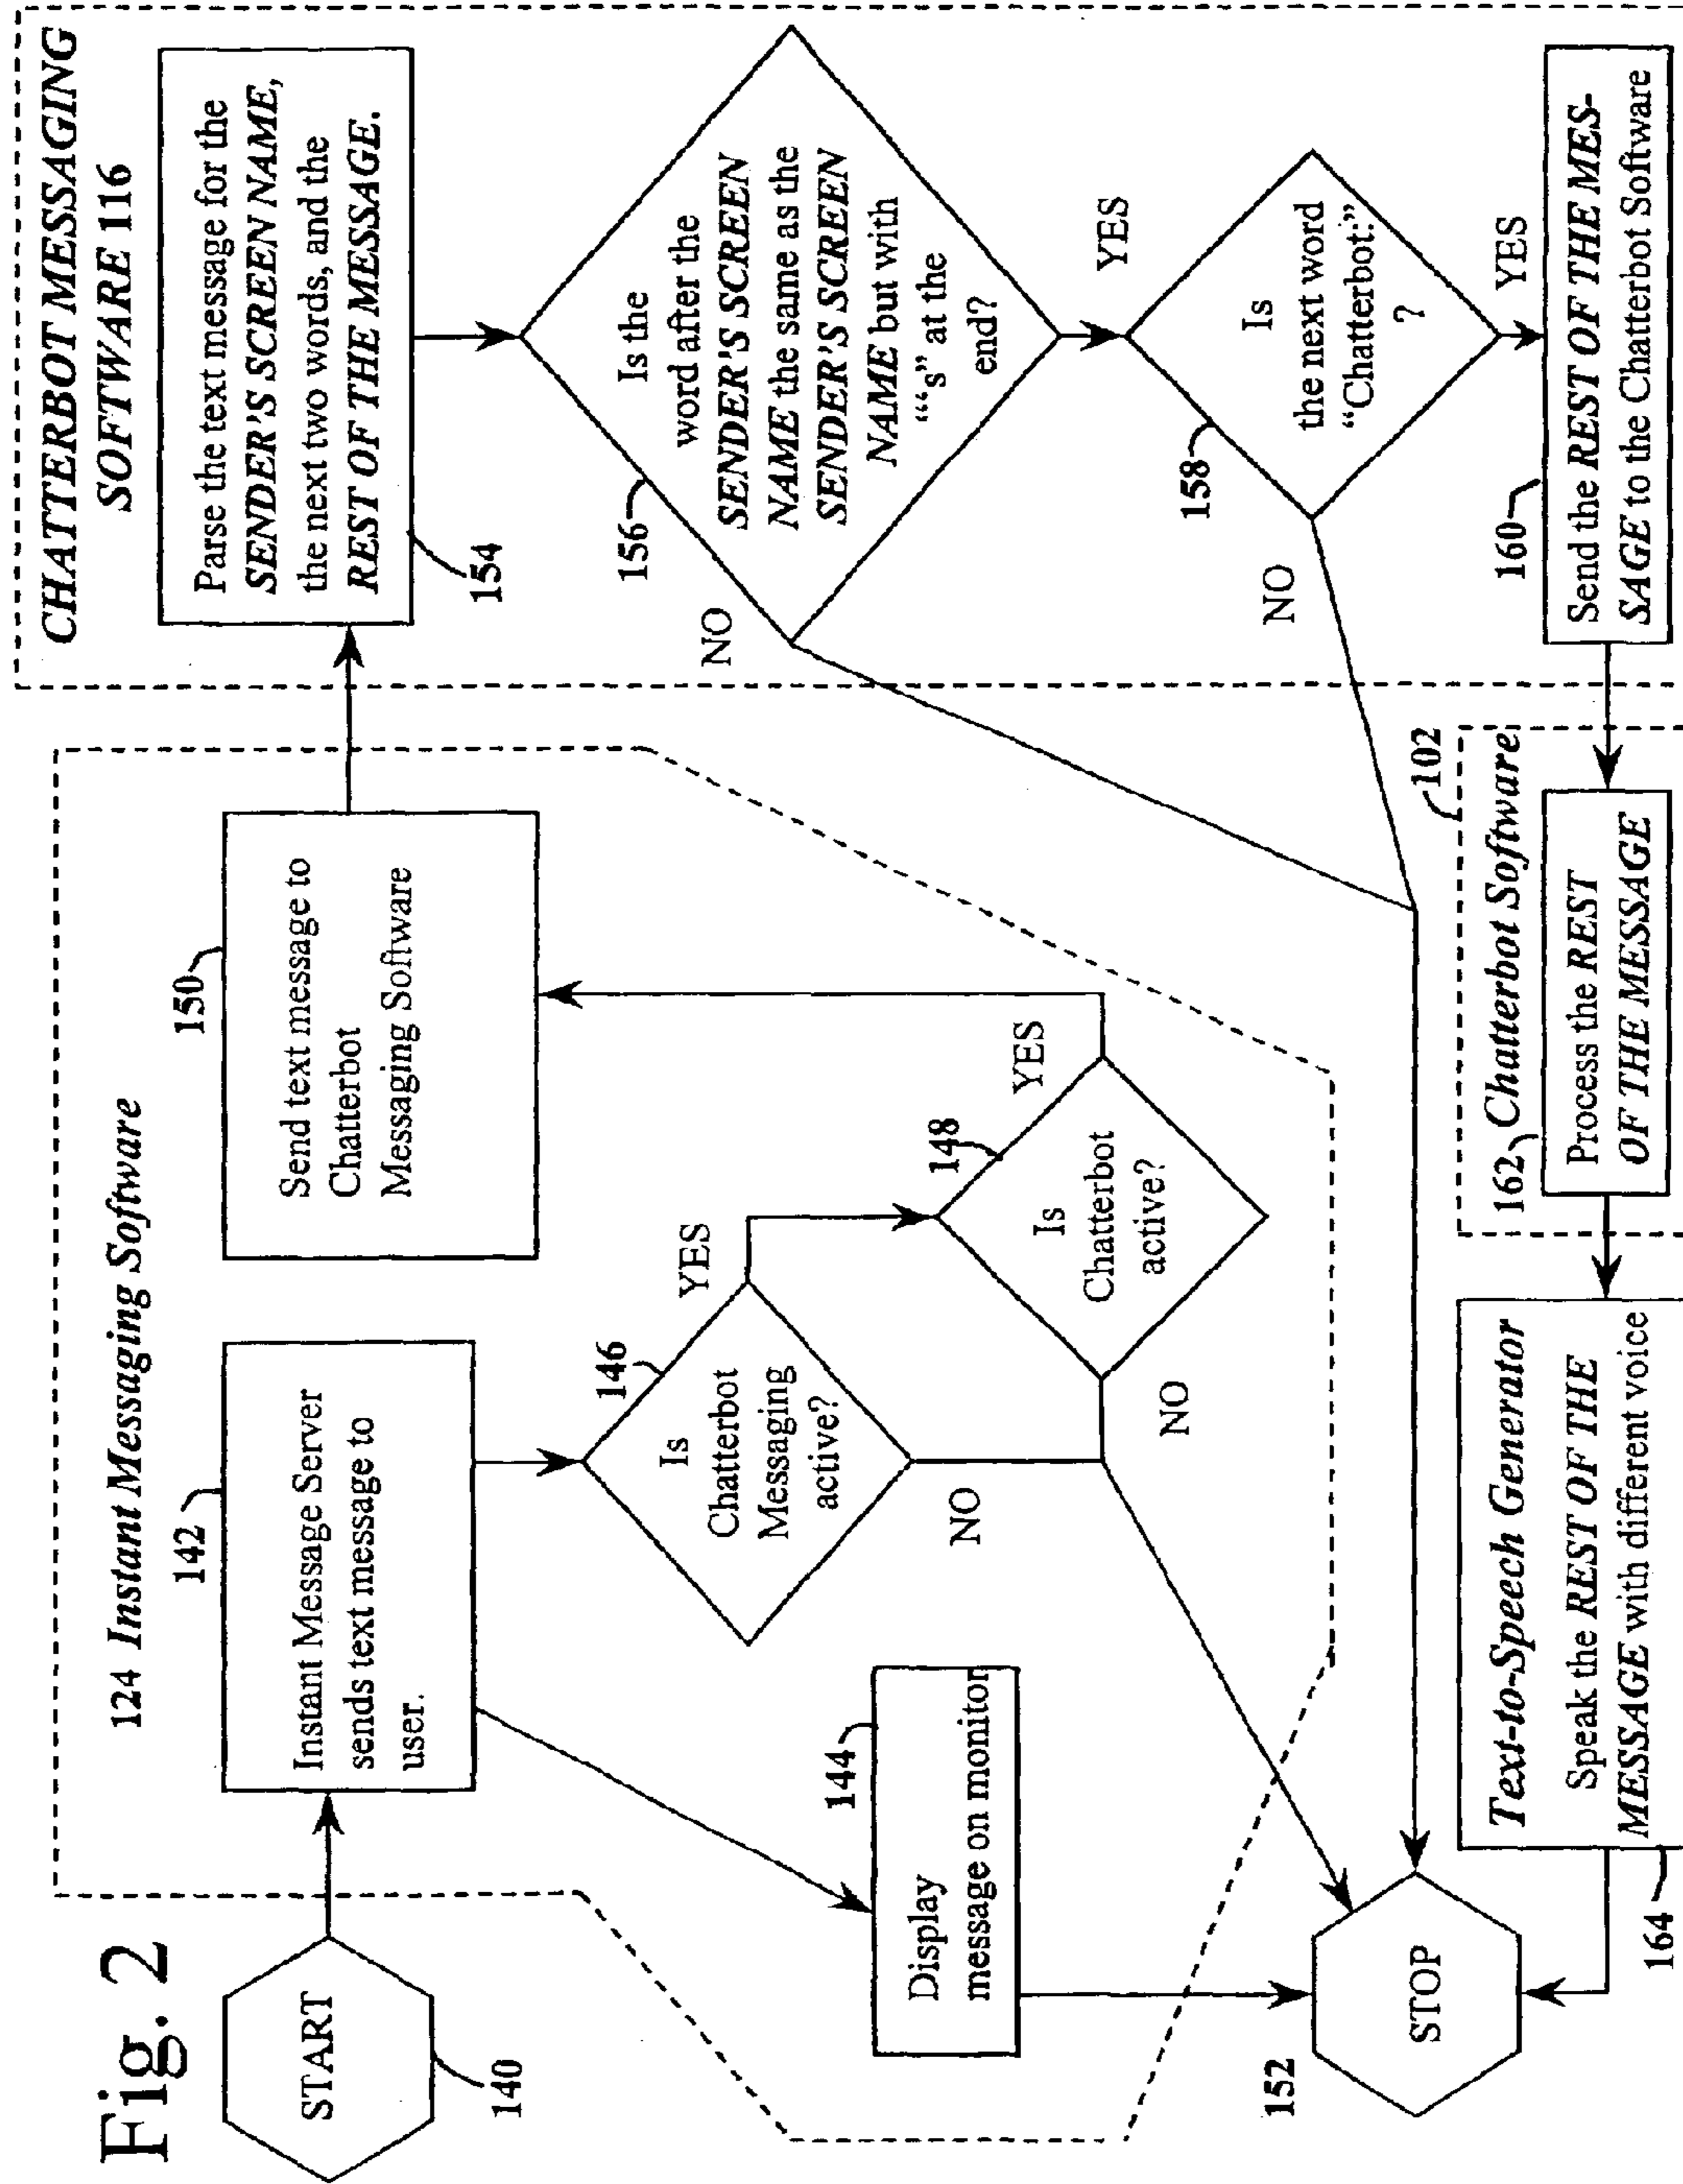 Fig. 2
124 Instant Messaging Software
CHATTERBOT MESSAGING
SOFTWARE 116
START
140
142
Instant Message Server
sends text message to
user.
150
Send text message to
Chatterbot
Messaging Software
Parse the text message for the
SENDER'S SCREEN NAME,
the next two words, and the
REST OF THE MESSAGE.
154
144
Display
message on monitor
146
Is
Chatterbot
Messaging
active?
YES
NO
148
Is
Chatterbot
active?
YES
NO
156
Is the
word after the
SENDER'S SCREEN
NAME the same as the
SENDER'S SCREEN
NAME but with
"'s" at the
end?
NO
YES
158
Is
the next word
“Chatterbot:”
?
NO
YES
152
STOP
160
Send the REST OF THE MES-
SAGE to the Chatterbot Software
102
Chatterbot Software
162
Process the REST
OF THE MESSAGE
Text-to-Speech Generator
Speak the REST OF THE
MESSAGE with different voice
164